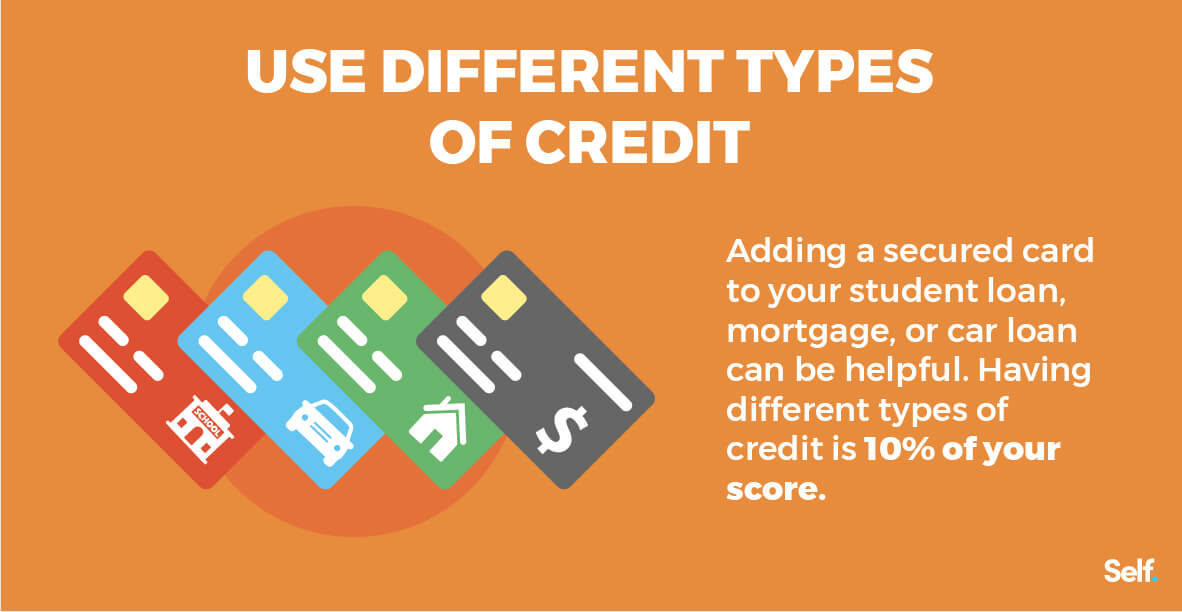 USE DIFFERENT TYPES
OF CREDIT
Adding a secured card
to your student loan,
mortgage, or car loan
can be helpful. Having
different types of
credit is 10% of your
score.
SCHOOL
$
Self.